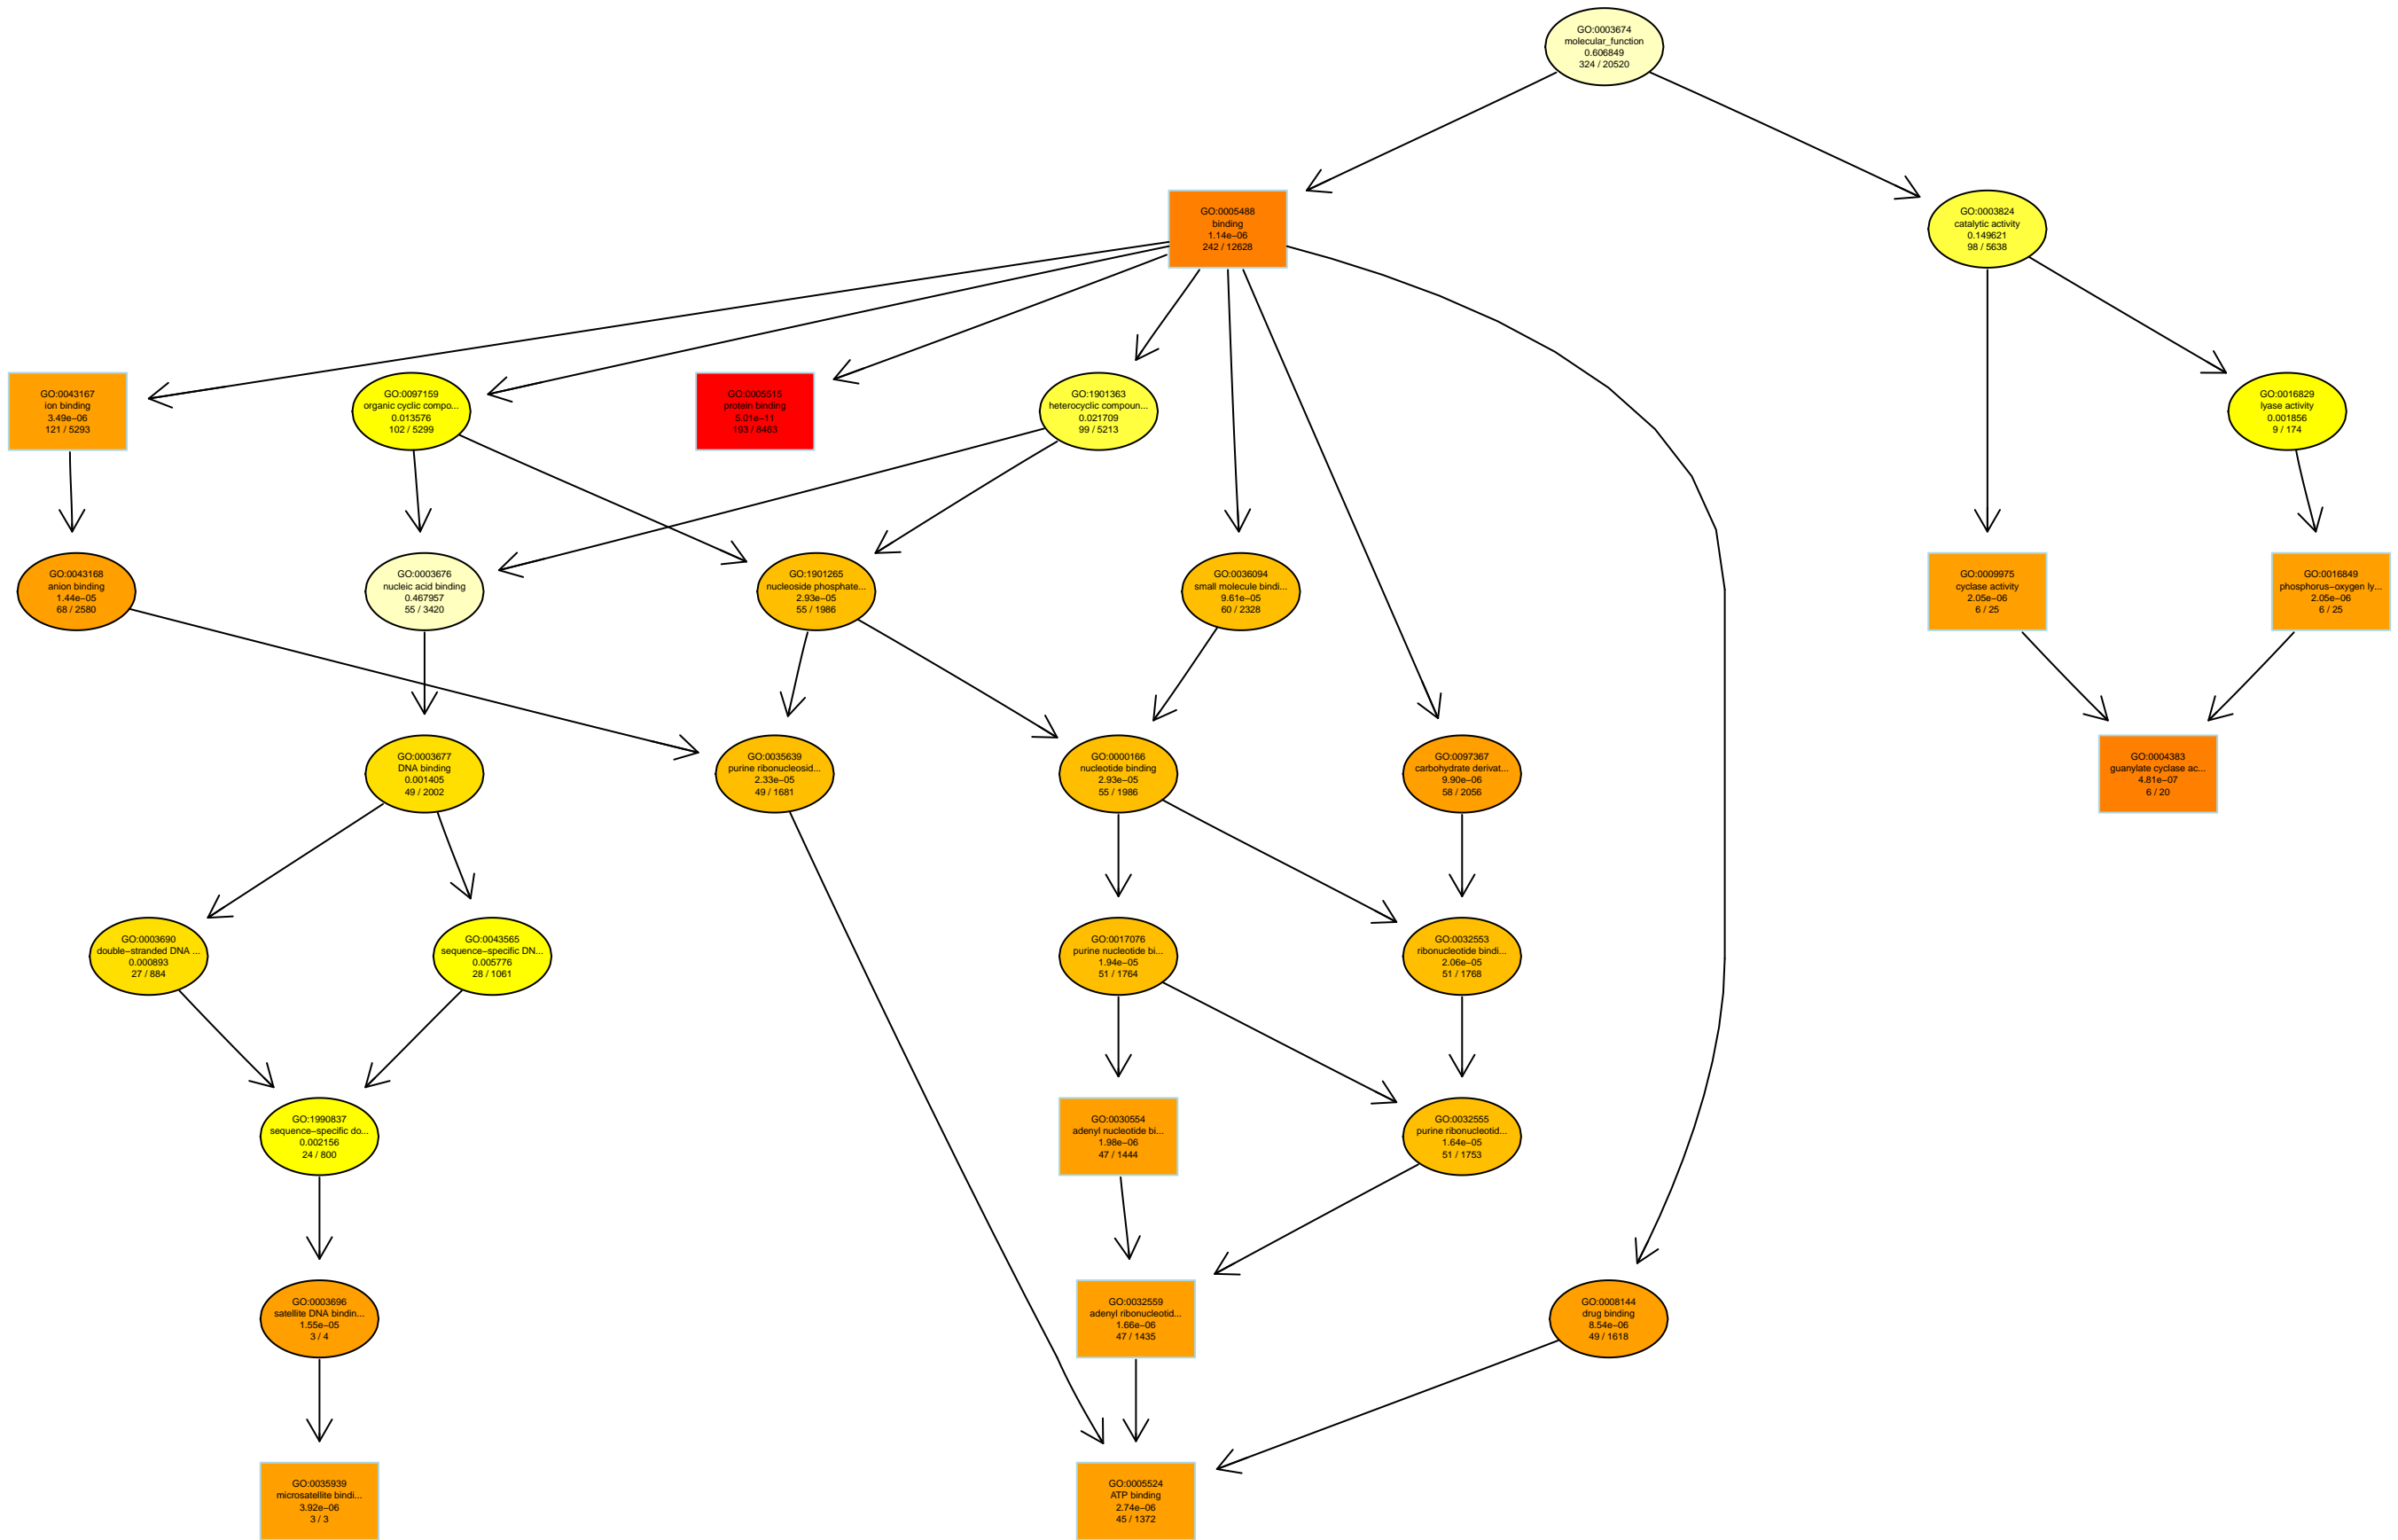 GO:0003674
molecular_function
0.606849
324 / 20520
GO:0005488
binding
1.14e−06
242 / 12628
GO:0003824
catalytic activity
0.149621
98 / 5638
GO:0043167
ion binding
3.49e−06
121 / 5293
GO:0097159
organic cyclic compo...
0.013576
102 / 5299
GO:0005515
protein binding
5.01e−11
193 / 8463
GO:1901363
heterocyclic compoun...
0.021709
99 / 5213
GO:0016829
lyase activity
0.001856
9 / 174
GO:0043168
anion binding
1.44e−05
68 / 2580
GO:0003676
nucleic acid binding
0.467957
55 / 3420
GO:1901265
nucleoside phosphate...
2.93e−05
55 / 1986
GO:0036094
small molecule bindi...
9.61e−05
60 / 2328
GO:0009975
cyclase activity
2.05e−06
6 / 25
GO:0016849
phosphorus−oxygen ly...
2.05e−06
6 / 25
GO:0003677
DNA binding
0.001405
49 / 2002
GO:0035639
purine ribonucleosid...
2.33e−05
49 / 1681
GO:0000166
nucleotide binding
2.93e−05
55 / 1986
GO:0097367
carbohydrate derivat...
9.90e−06
58 / 2056
GO:0004383
guanylate cyclase ac...
4.81e−07
6 / 20
GO:0003690
double−stranded DNA ...
0.000893
27 / 884
GO:0043565
sequence−specific DN...
0.005776
28 / 1061
GO:0017076
purine nucleotide bi...
1.94e−05
51 / 1764
GO:0032553
ribonucleotide bindi...
2.06e−05
51 / 1768
GO:1990837
sequence−specific do...
0.002156
24 / 800
GO:0030554
adenyl nucleotide bi...
1.98e−06
47 / 1444
GO:0032555
purine ribonucleotid...
1.64e−05
51 / 1753
GO:0003696
satellite DNA bindin...
1.55e−05
3 / 4
GO:0032559
adenyl ribonucleotid...
1.66e−06
47 / 1435
GO:0008144
drug binding
8.54e−06
49 / 1618
GO:0035939
microsatellite bindi...
3.92e−06
3 / 3
GO:0005524
ATP binding
2.74e−06
45 / 1372